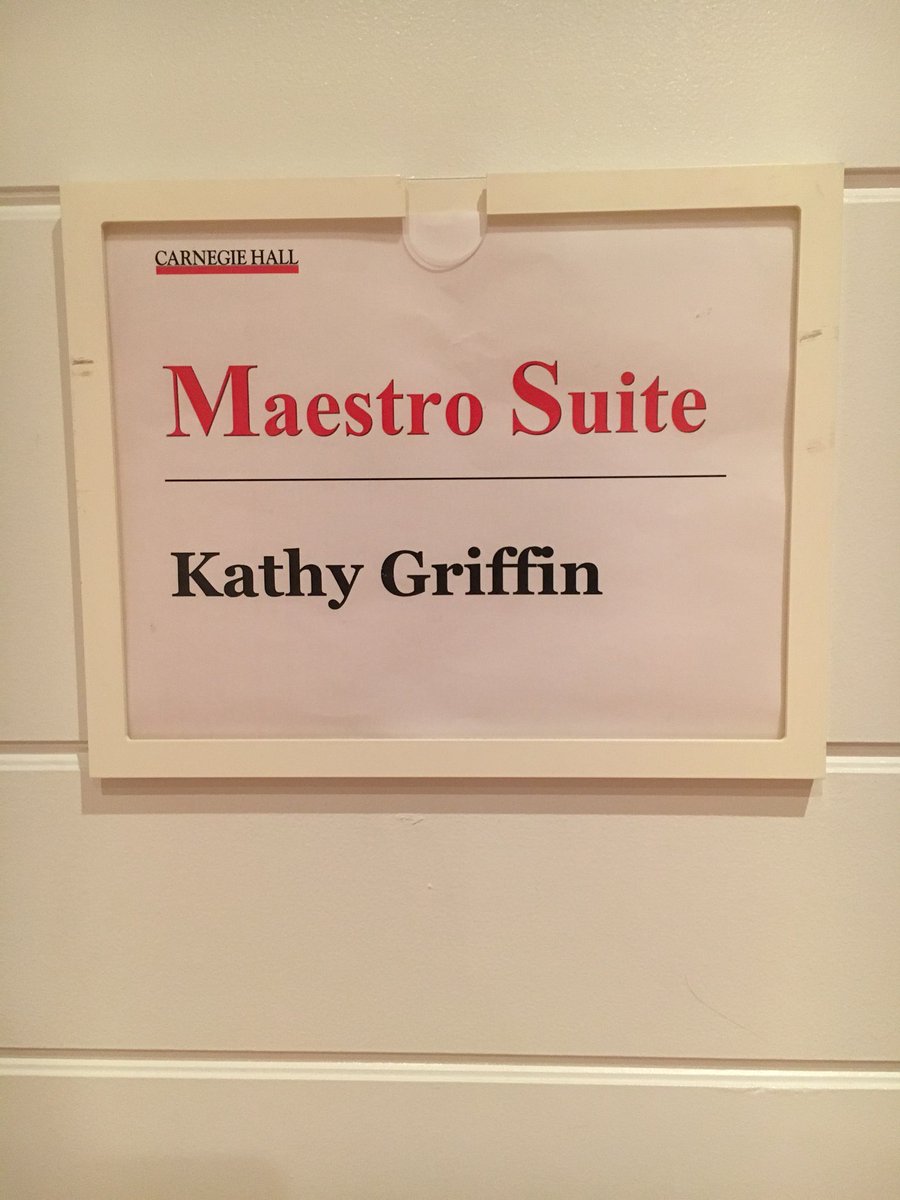 CARNEGIE HALL
Maestro Suite
Kathy Griffin